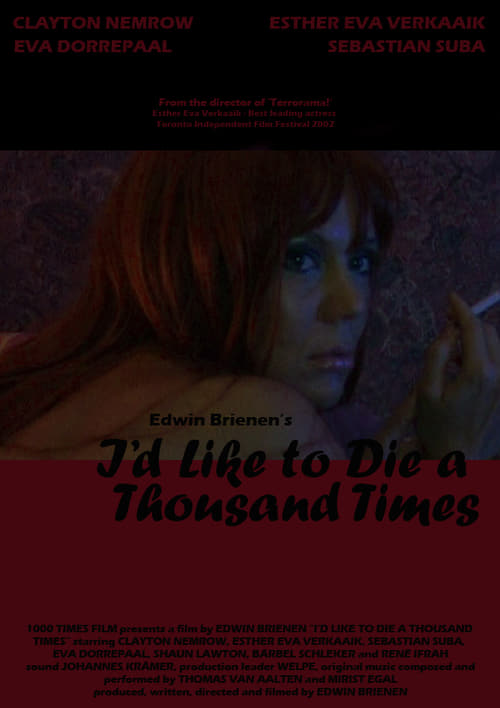 CLAYTON NEMROW ESTHER EVA VERKAAIK
EVA DORREPAAL SEBASTIAN SUBA
From the director of 'Terrorama!'
Esther Eva Verkaaik - Best leading actress
Toronto Independent Film Festival 2002
Edwin Brienen's
I'd Like to Die a
Thousand Times
1000 TIMES FILM presents a film by EDWIN BRIENEN "I'D LIKE TO DIE A THOUSAND
TIMES" starring CLAYTON NEMROW, ESTHER EVA VERKAAIK, SEBASTIAN SUBA,
EVA DORREPAAL, SHAUN LAWTON, BÄRBEL SCHLEKER and RENÉ IFRAH
sound JOHANNES KRÄMER, production leader WELPE, original music composed and
performed by THOMAS VAN AALTEN and MIRIST EGAL
produced, written, directed and filmed by EDWIN BRIENEN